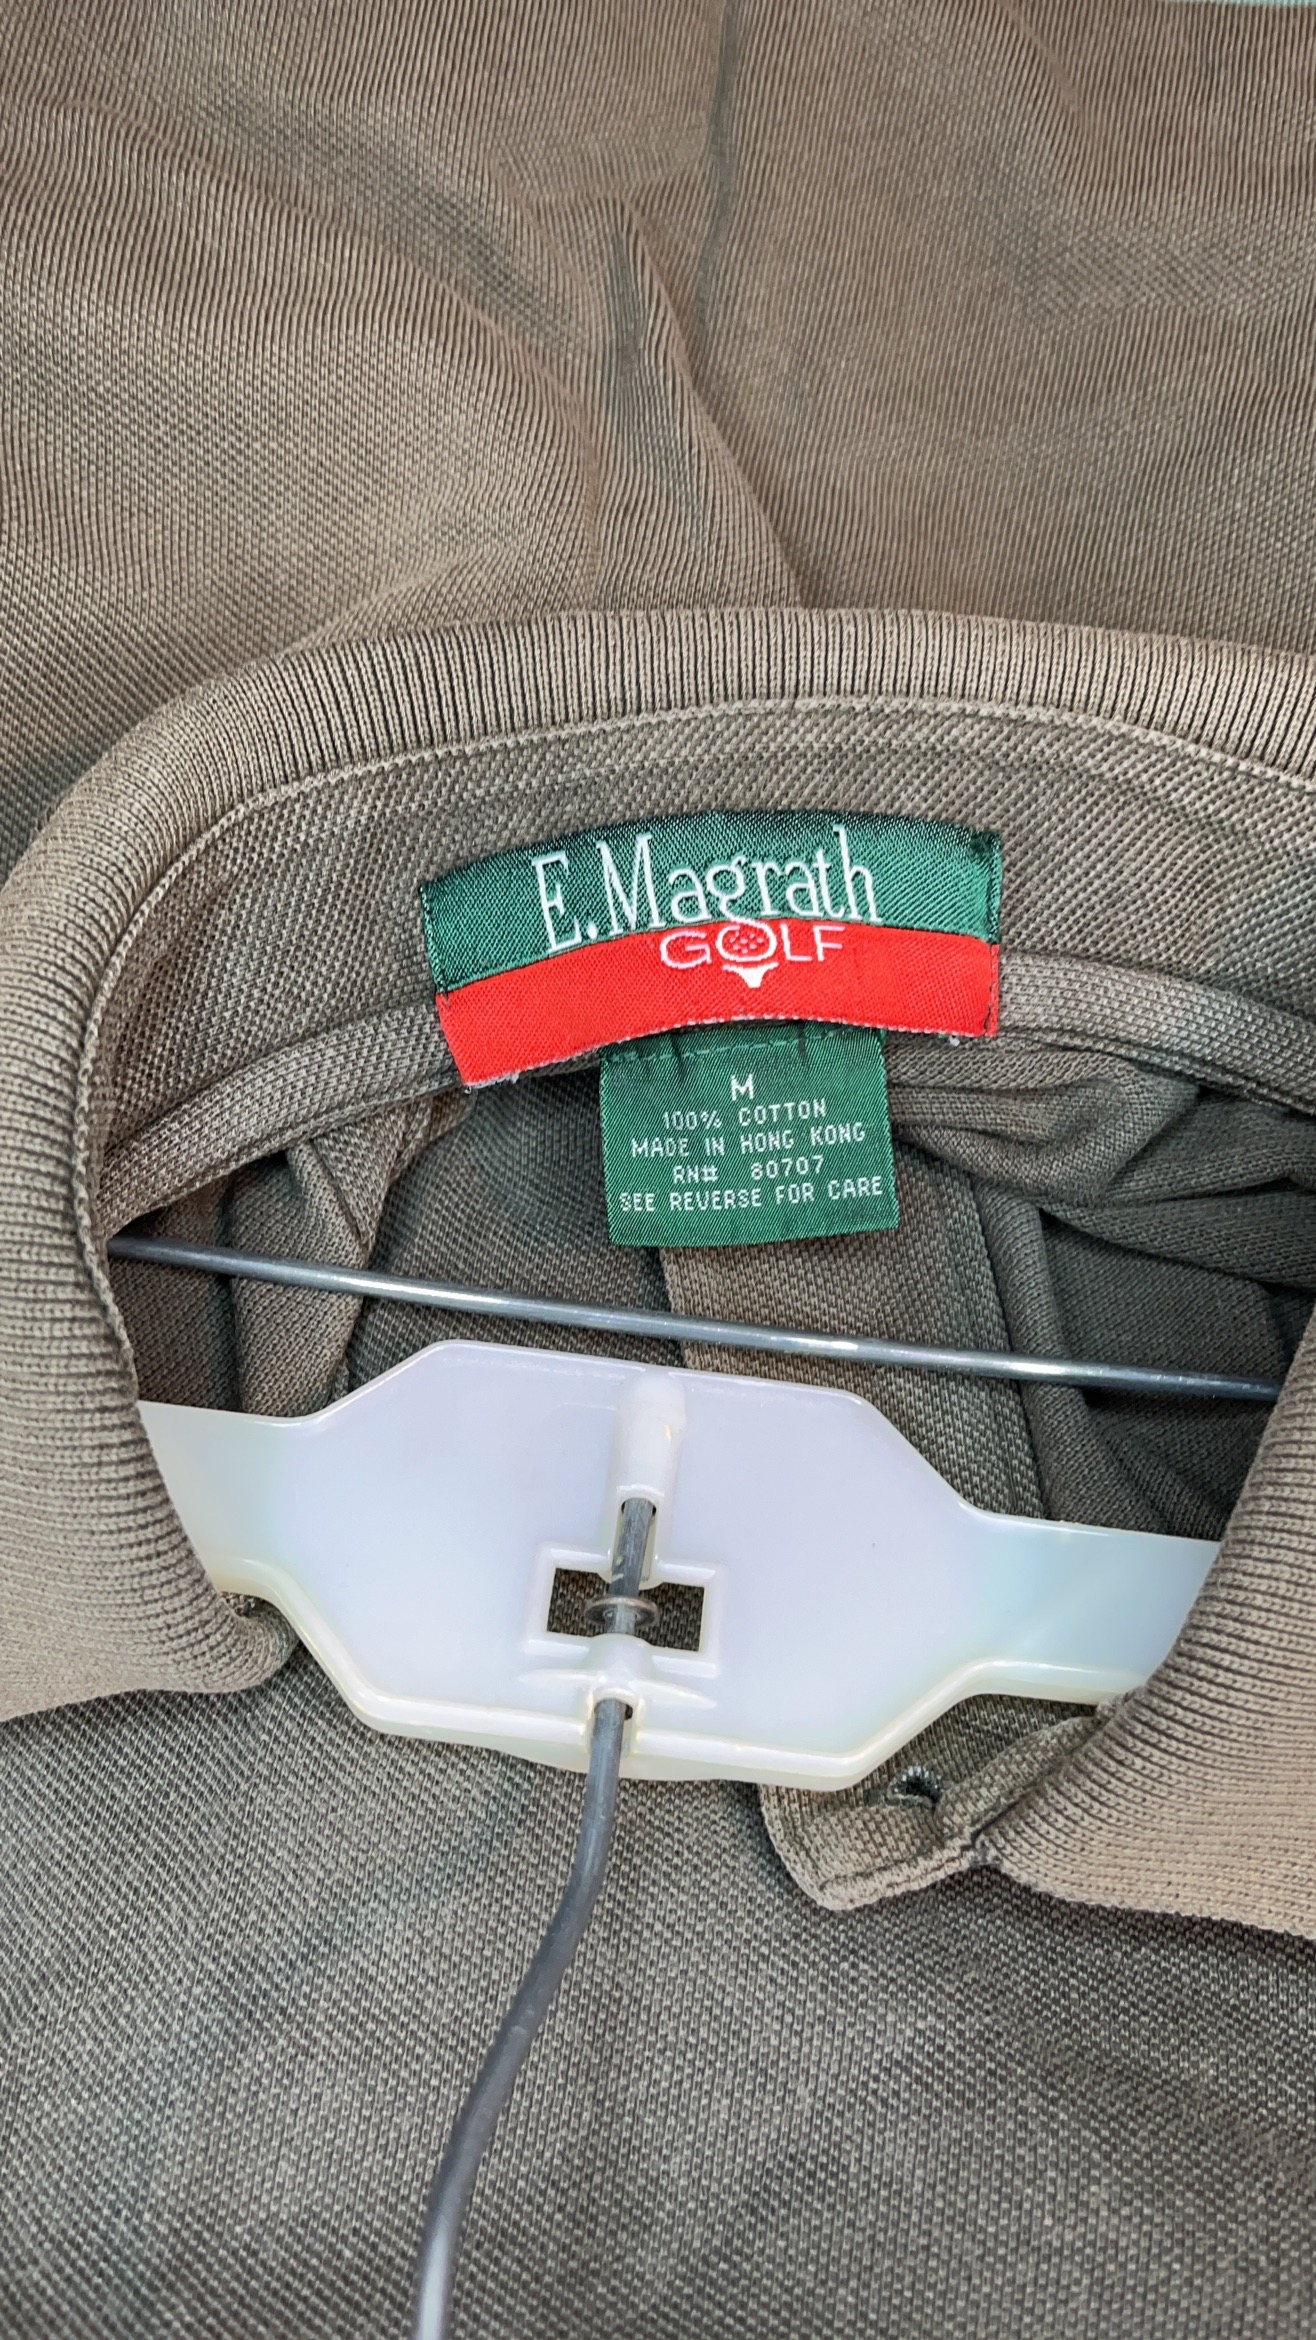 E. Magrath
GOLF
M
100% COTTON
MADE IN HONG KONG
RN# 80707
SEE REVERSE FOR CARE